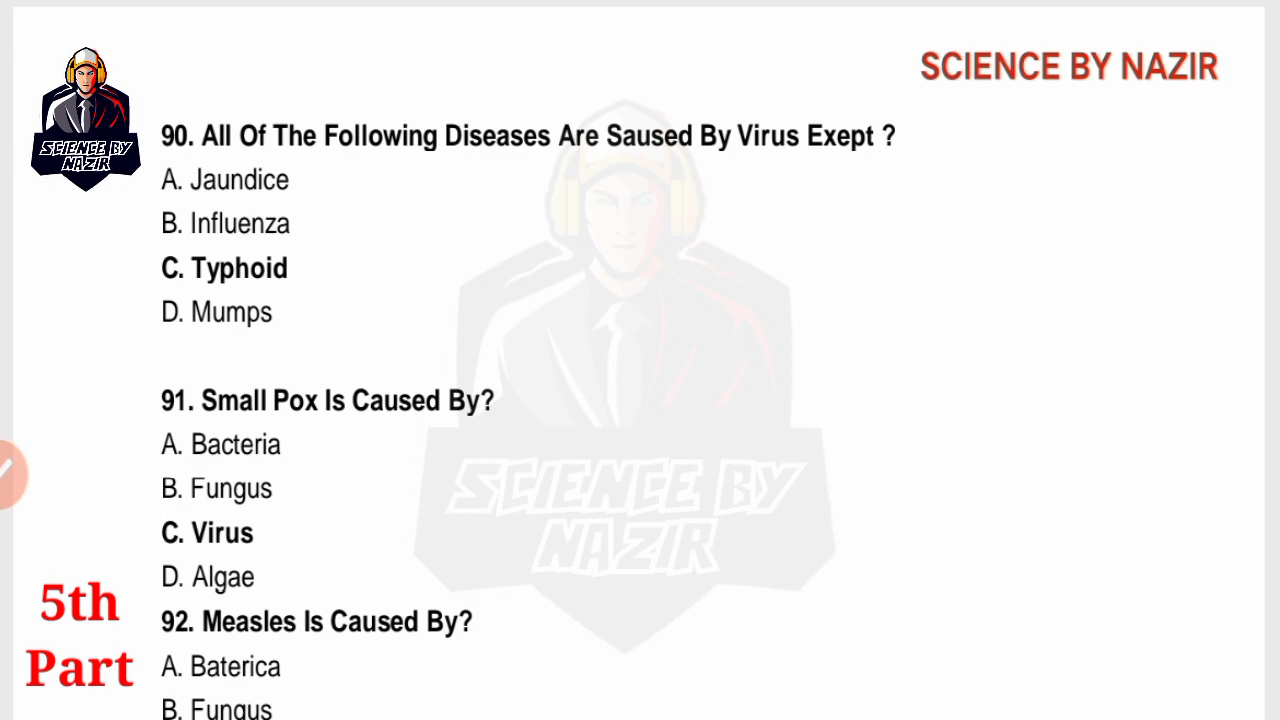 SCIENCE BY NAZIR
SCIENCE BY
NAZIR
90. All Of The Following Diseases Are Saused By Virus Exept ?
A. Jaundice
B. Influenza
C. Typhoid
D. Mumps
91. Small Pox Is Caused By?
A. Bacteria
B. Fungus
C. Virus
D. Algae
92. Measles Is Caused By?
A. Baterica
B. Fungus
SCIENCE BY
NAZIR
5th
Part